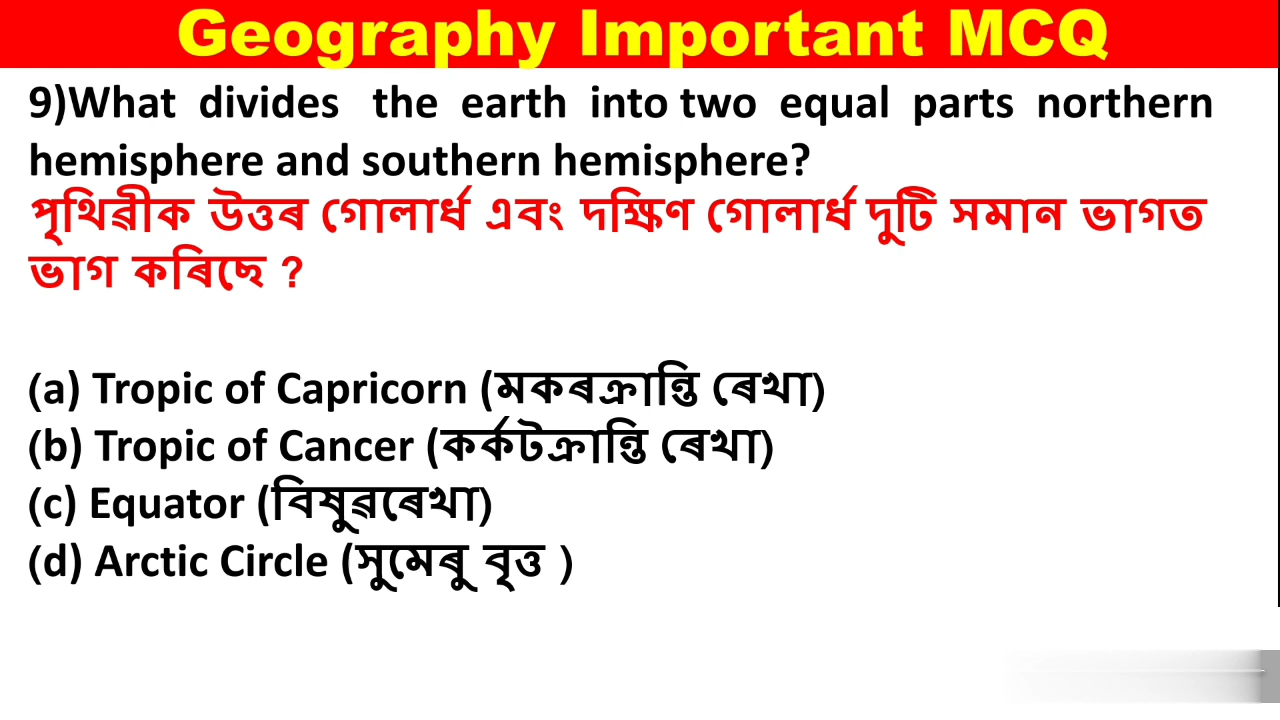 Geography Important MCQ
9)What divides the earth into two equal parts northern
hemisphere and southern hemisphere?
পৃথিৱীক উত্তৰ গোলাৰ্ধ এবং দক্ষিণ গোলাৰ্ধ দুটি সমান ভাগত
ভাগ কৰিছে ?
(a) Tropic of Capricorn (মকৰক্ৰান্তি ৰেখা)
(b) Tropic of Cancer (কৰ্কটক্ৰান্তি ৰেখা)
(c) Equator (বিষুৱৰেখা)
(d) Arctic Circle (সুমেৰু বৃত্ত )